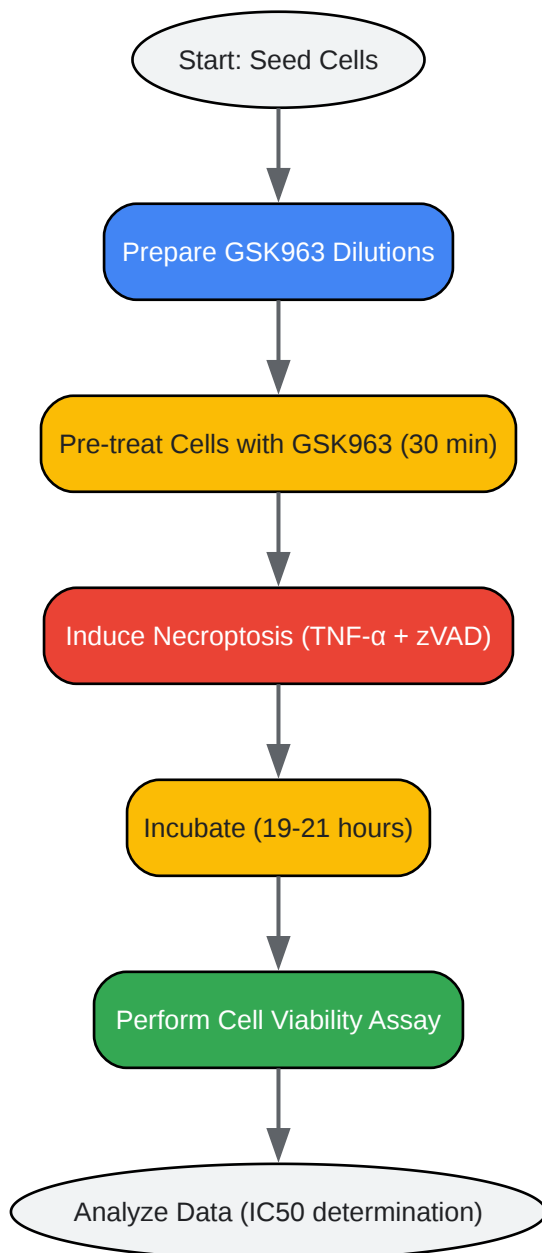 Start: Seed Cells
Prepare GSK963 Dilutions
Pre-treat Cells with GSK963 (30 min)
Induce Necroptosis (TNF-α + zVAD)
Incubate (19-21 hours)
Perform Cell Viability Assay
Analyze Data (IC50 determination)